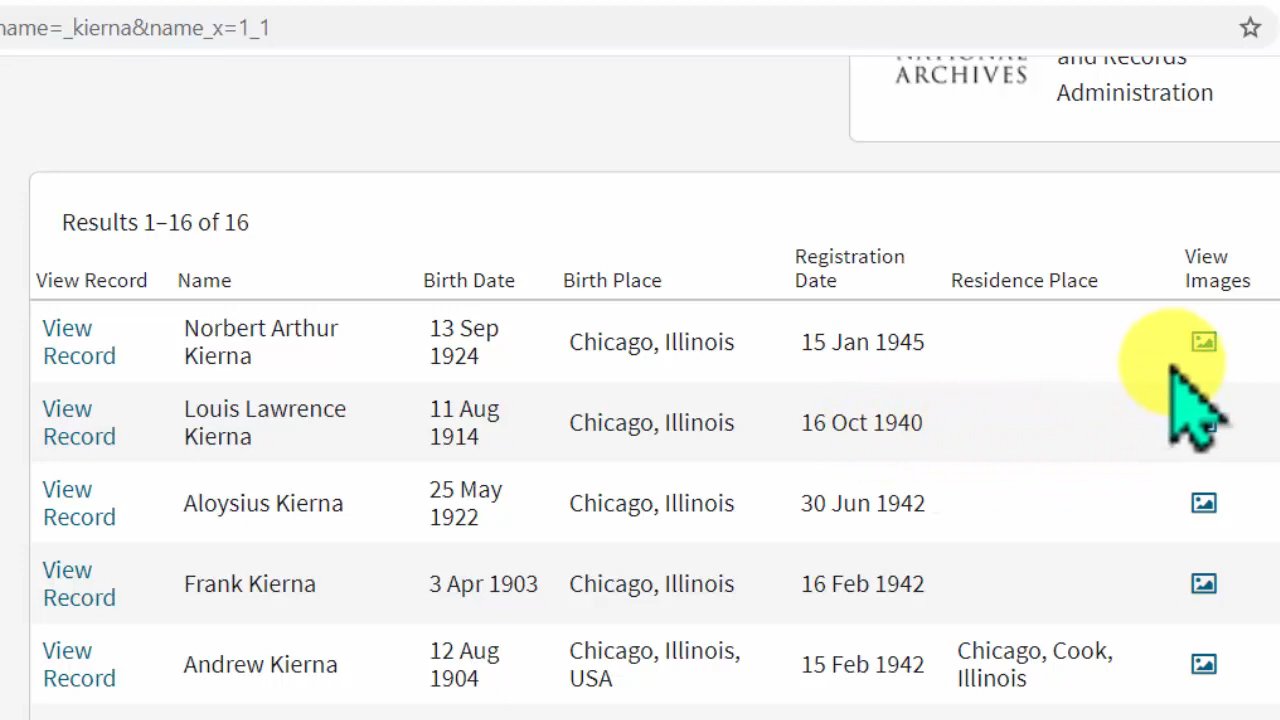 name=_kierna&name_x=1_1
NATIONAL
ARCHIVES
and Records
Administration
Results 1–16 of 16
View Record
Name
Birth Date
Birth Place
Registration
Date
Residence Place
View
Images
View
Record
Norbert Arthur
Kierna
13 Sep
1924
Chicago, Illinois
15 Jan 1945
View
Record
Louis Lawrence
Kierna
11 Aug
1914
Chicago, Illinois
16 Oct 1940
View
Record
Aloysius Kierna
25 May
1922
Chicago, Illinois
30 Jun 1942
View
Record
Frank Kierna
3 Apr 1903
Chicago, Illinois
16 Feb 1942
View
Record
Andrew Kierna
12 Aug
1904
Chicago, Illinois,
USA
15 Feb 1942
Chicago, Cook,
Illinois